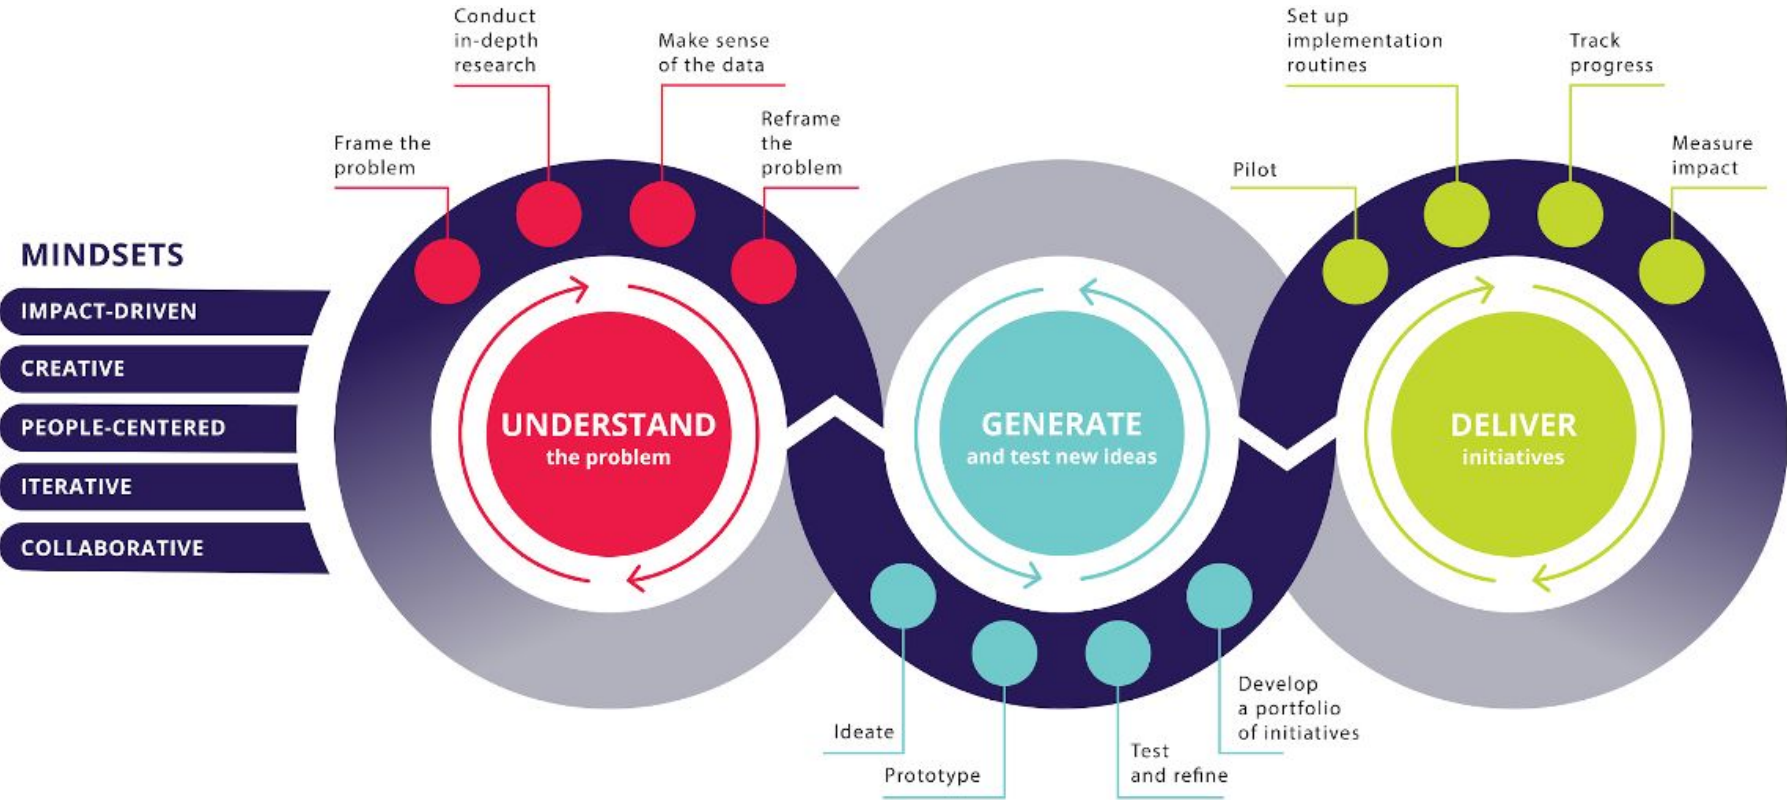 MINDSETS
IMPACT-DRIVEN
CREATIVE
PEOPLE-CENTERED
ITERATIVE
COLLABORATIVE
Frame the
problem
Conduct
in-depth
research
Make sense
of the data
Reframe
the
problem
UNDERSTAND
the problem
GENERATE
and test new ideas
Ideate
Prototype
Test
and refine
Develop
a portfolio
of initiatives
Pilot
Set up
implementation
routines
Track
progress
Measure
impact
DELIVER
initiatives